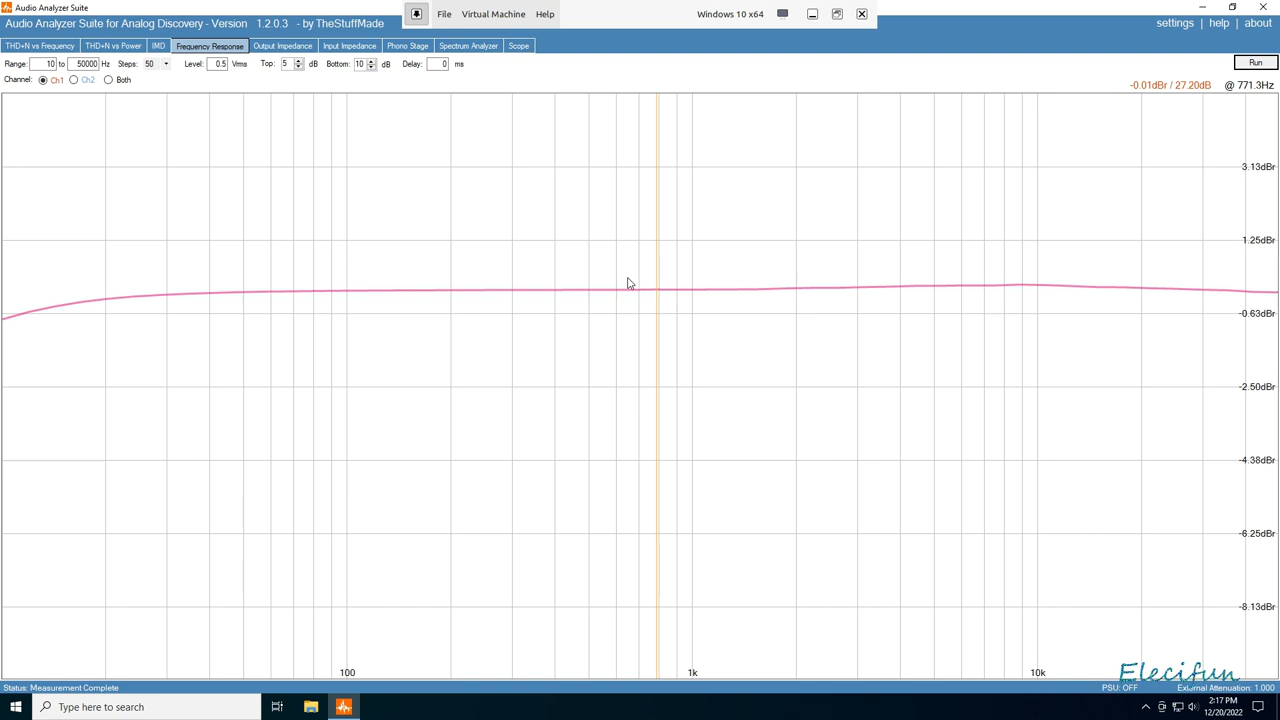 Audio Analyzer Suite
File Virtual Machine Help Windows 10 x64
Audio Analyzer Suite for Analog Discovery - Version 1.2.0.3 - by TheStuffMade settings | help | about
THD+N vs Frequency THD+N vs Power IMD Frequency Response Output Impedance Input Impedance Phono Stage Spectrum Analyzer Scope
Range: 10 to 50000 Hz Steps: 50 Level: 0.5 Vrms Top: 5 dB Bottom: 10 dB Delay: 0 ms Run
Channel: Ch1 Ch2 Both
-0.01dBr / 27.20dB @ 771.3Hz
3.13dBr
1.25dBr
-0.63dBr
-2.50dBr
-4.38dBr
-6.25dBr
-8.13dBr
100 1k 10k
Elecifun
Status: Measurement Complete PSU: OFF External Attenuation: 1.000
Type here to search
2:17 PM
12/20/2022